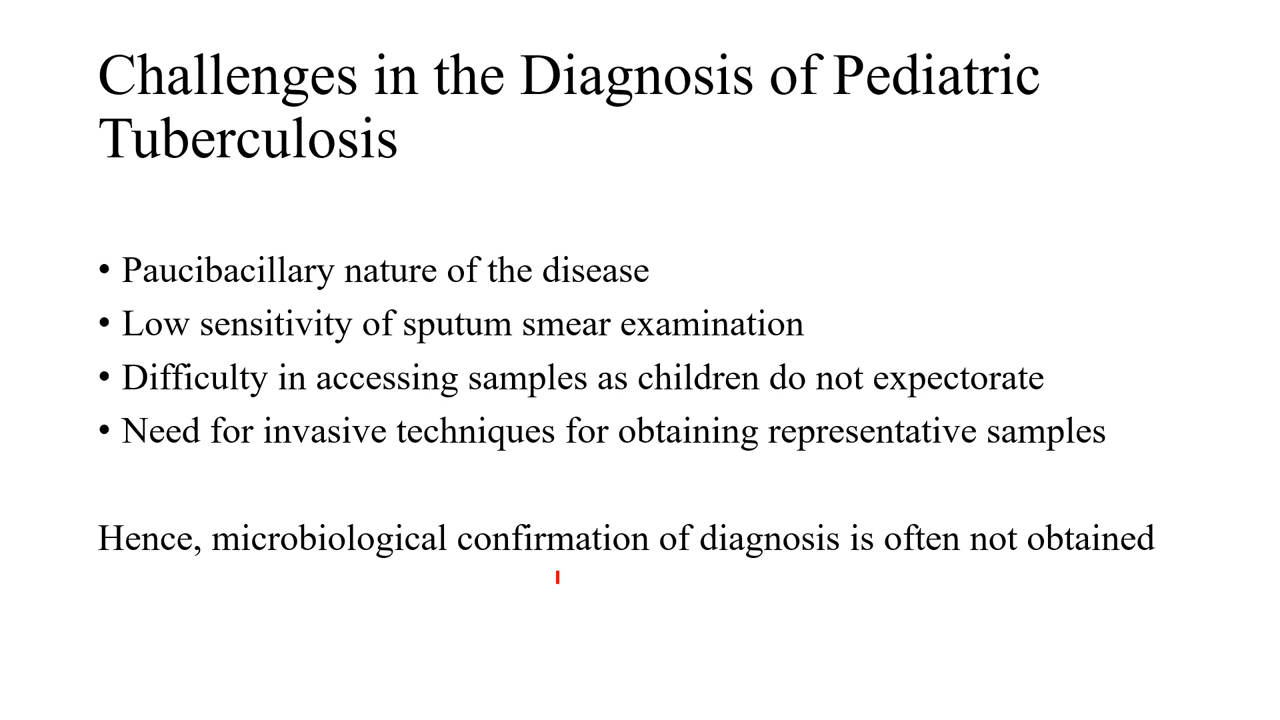 Challenges in the Diagnosis of Pediatric
Tuberculosis
• Paucibacillary nature of the disease
• Low sensitivity of sputum smear examination
• Difficulty in accessing samples as children do not expectorate
• Need for invasive techniques for obtaining representative samples
Hence, microbiological confirmation of diagnosis is often not obtained